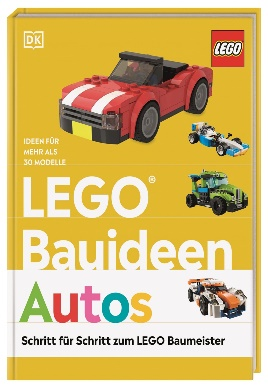 DK
LEGO
IDEEN FÜR
MEHR ALS
30 MODELLE
LEGO®
Bauideen
Autos
Schritt für Schritt zum LEGO Baumeister